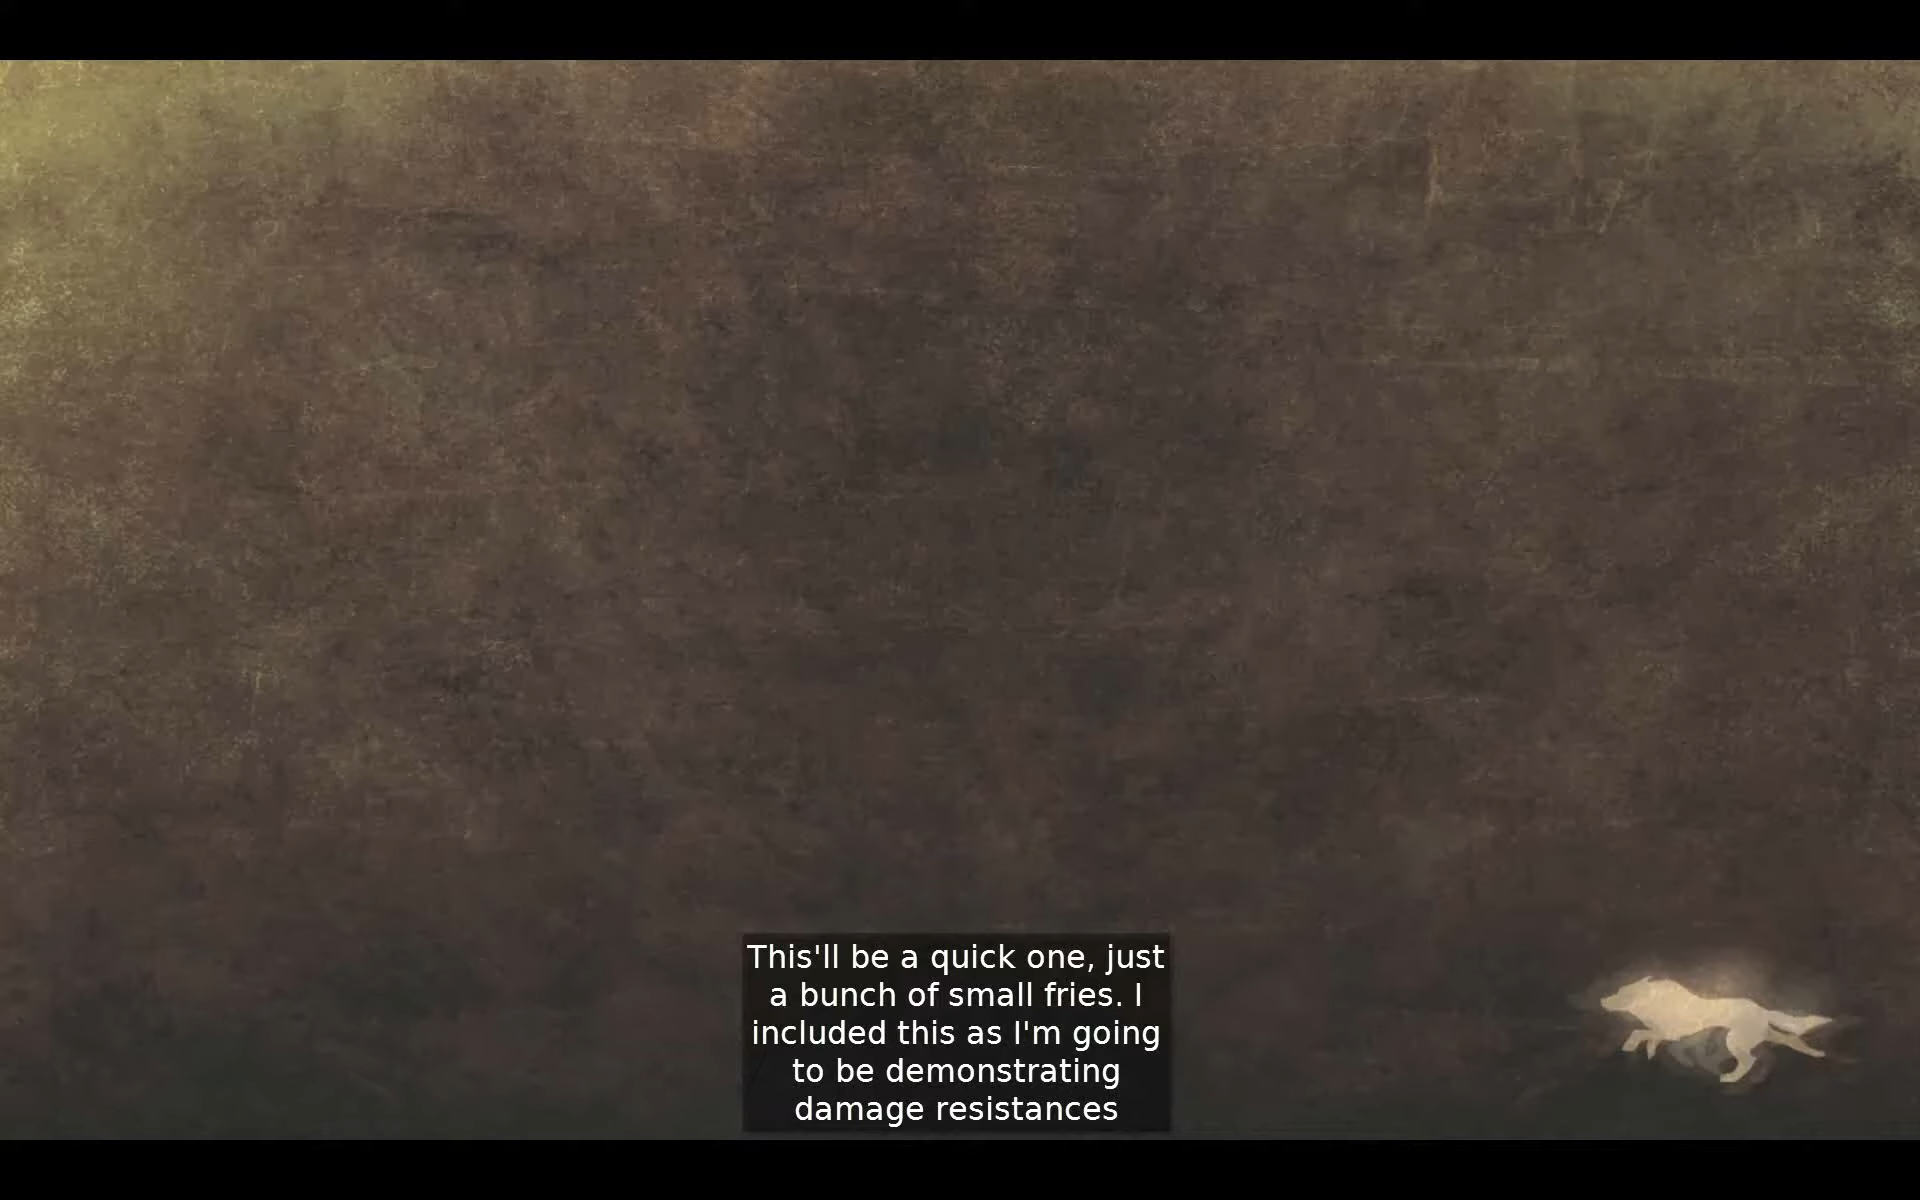 This'll be a quick one, just
a bunch of small fries. I
included this as I'm going
to be demonstrating
damage resistances